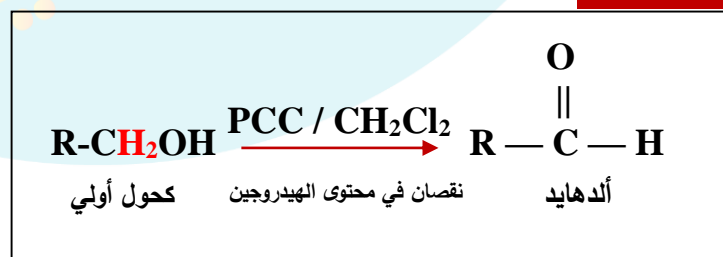 O
||
R-CH₂OH PCC / CH₂Cl₂ R — C — H
كحول أولي نقصان في محتوى الهيدروجين ألدهايد